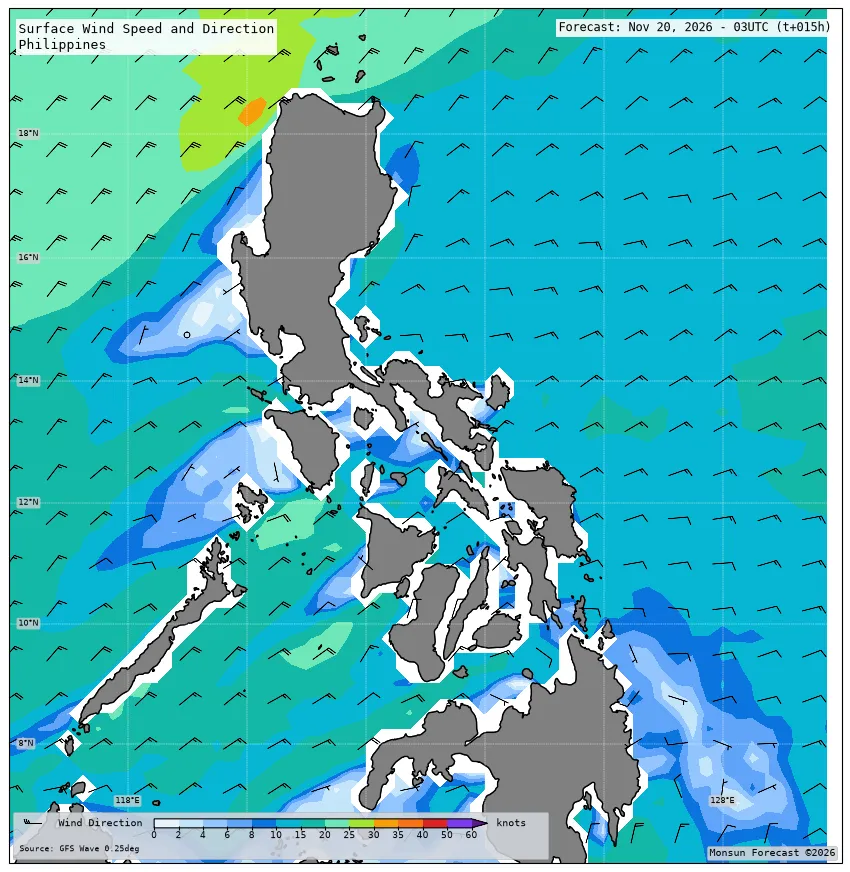 Surface Wind Speed and Direction
Philippines
Forecast: Nov 20, 2026 - 03UTC (t+015h)
18°N
16°N
14°N
12°N
10°N
8°N
118°E
128°E
Wind Direction
knots
0 2 4 6 8 10 15 20 25 30 35 40 50 60
Source: GFS Wave 0.25deg
Monsun Forecast ©2026